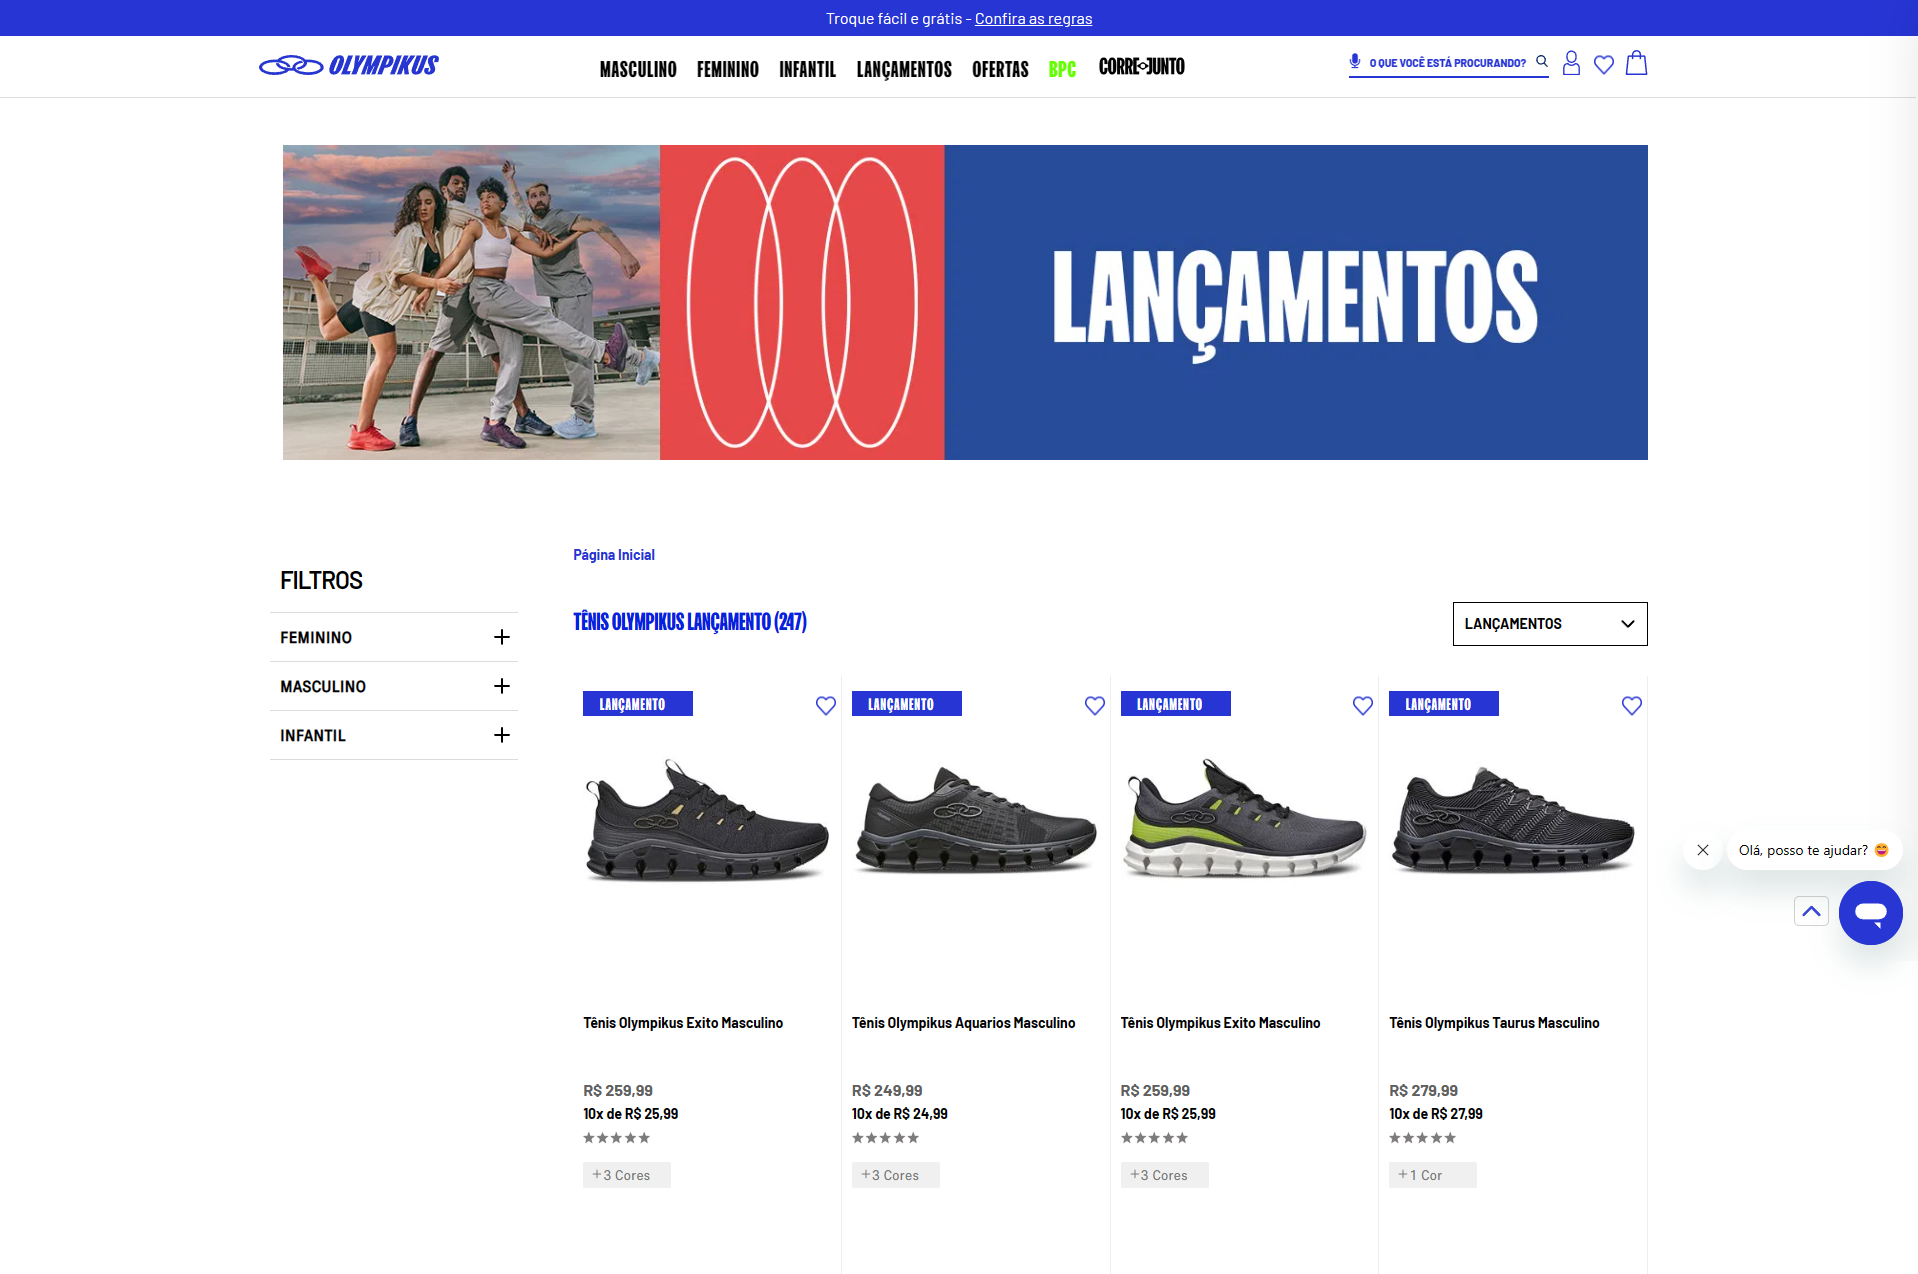 Troque fácil e grátis - Confira as regras
OLYMPIKUS
MASCULINO FEMININO INFANTIL LANÇAMENTOS OFERTAS BPC CORRE JUNTO
O QUE VOCÊ ESTÁ PROCURANDO?
LANÇAMENTOS
Página Inicial
FILTROS
FEMININO
MASCULINO
INFANTIL
TÊNIS OLYMPIKUS LANÇAMENTO (247)
LANÇAMENTOS
LANÇAMENTO LANÇAMENTO LANÇAMENTO LANÇAMENTO
Olá, posso te ajudar? 😄
Tênis Olympikus Exito Masculino
R$ 259,99
10x de R$ 25,99
+3 Cores
Tênis Olympikus Aquarios Masculino
R$ 249,99
10x de R$ 24,99
+3 Cores
Tênis Olympikus Exito Masculino
R$ 259,99
10x de R$ 25,99
+3 Cores
Tênis Olympikus Taurus Masculino
R$ 279,99
10x de R$ 27,99
+1 Cor